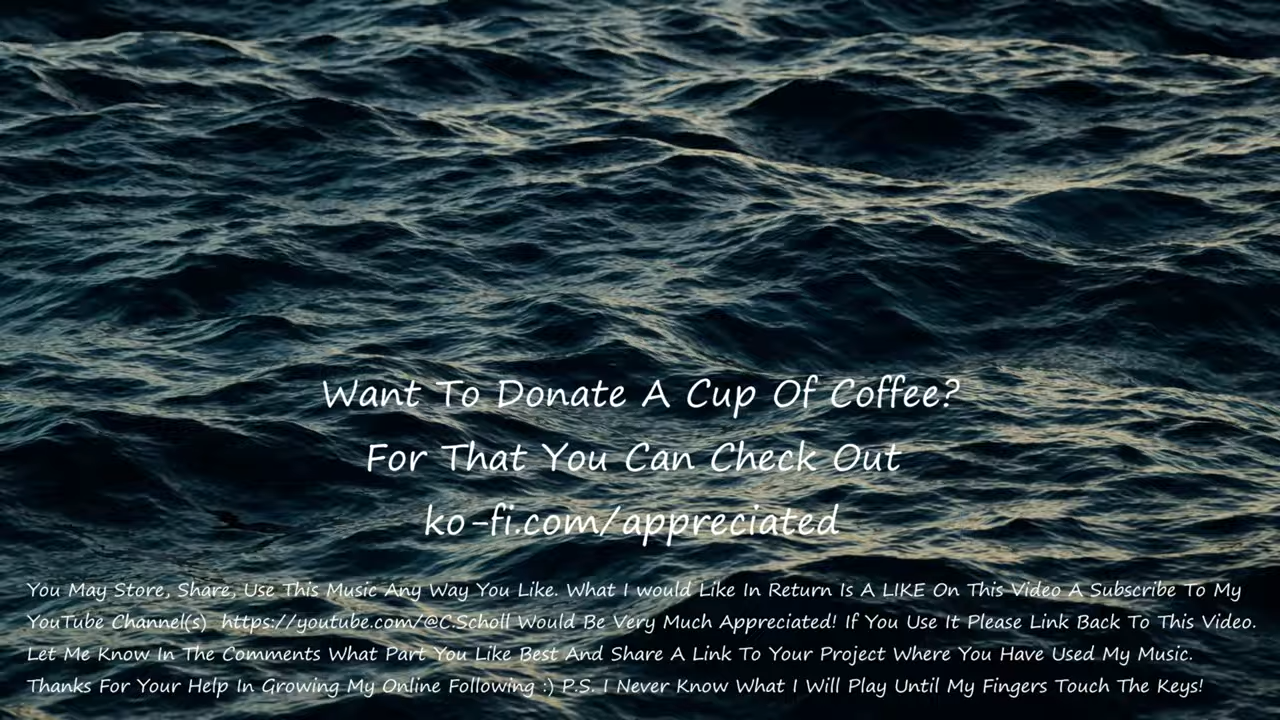 Want To Donate A Cup Of Coffee?
For That You Can Check Out
ko-fi.com/appreciated
You May Store, Share, Use This Music Any Way You Like. What I would Like In Return Is A LIKE On This Video A Subscribe To My
YouTube Channel(s) https://youtube.com/@C.Scholl Would Be Very Much Appreciated! If You Use It Please Link Back To This Video.
Let Me Know In The Comments What Part You Like Best And Share A Link To Your Project Where You Have Used My Music.
Thanks For Your Help In Growing My Online Following :) P.S. I Never Know What I Will Play Until My Fingers Touch The Keys!